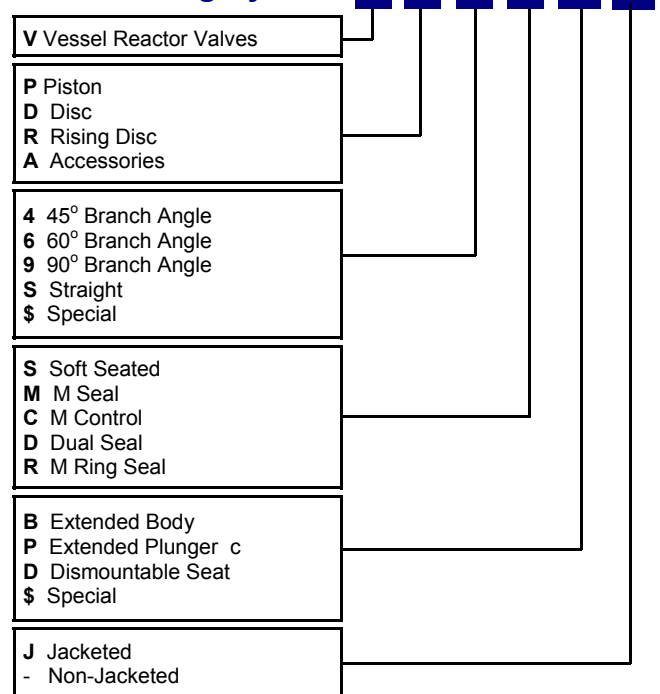 V Vessel Reactor Valves
P Piston
D Disc
R Rising Disc
A Accessories
4 45° Branch Angle
6 60° Branch Angle
9 90° Branch Angle
S Straight
$ Special
S Soft Seated
M M Seal
C M Control
D Dual Seal
R M Ring Seal
B Extended Body
P Extended Plunger c
D Dismountable Seat
$ Special
J Jacketed
- Non-Jacketed